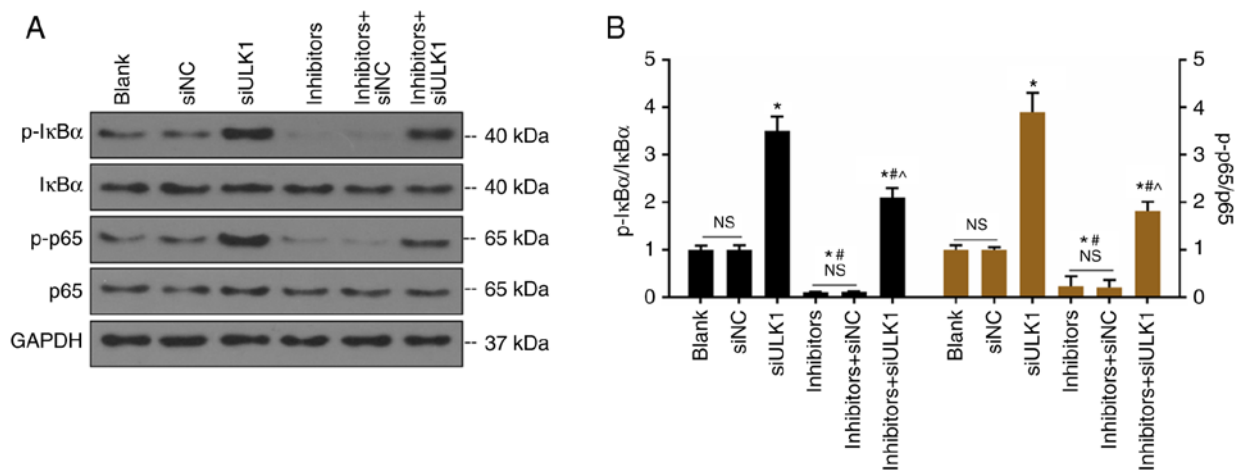 A
Blank
siNC
siULK1
Inhibitors
Inhibitors+
siNC
Inhibitors+
siULK1
p-IκBα
-- 40 kDa
IκBα
-- 40 kDa
p-p65
-- 65 kDa
p65
-- 65 kDa
GAPDH
-- 37 kDa
B
p-IκBα/IκBα
5
4
3
2
1
0
NS
*
*#
NS
*#^
NS
*
*#
NS
*#^
5
4
3
2
1
0
p-p65/p65
Blank
siNC
siULK1
Inhibitors
Inhibitors+siNC
Inhibitors+siULK1
Blank
siNC
siULK1
Inhibitors
Inhibitors+siNC
Inhibitors+siULK1